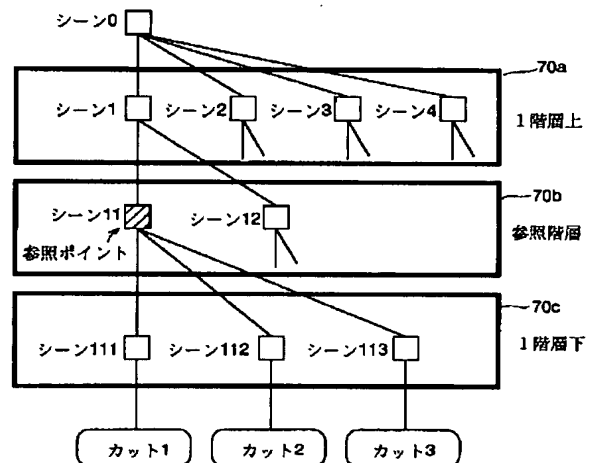 シーン0
70a
シーン1 シーン2 シーン3 シーン4
1階層上
70b
シーン11 シーン12
参照階層
参照ポイント
70c
シーン111 シーン112 シーン113
1階層下
カット1 カット2 カット3